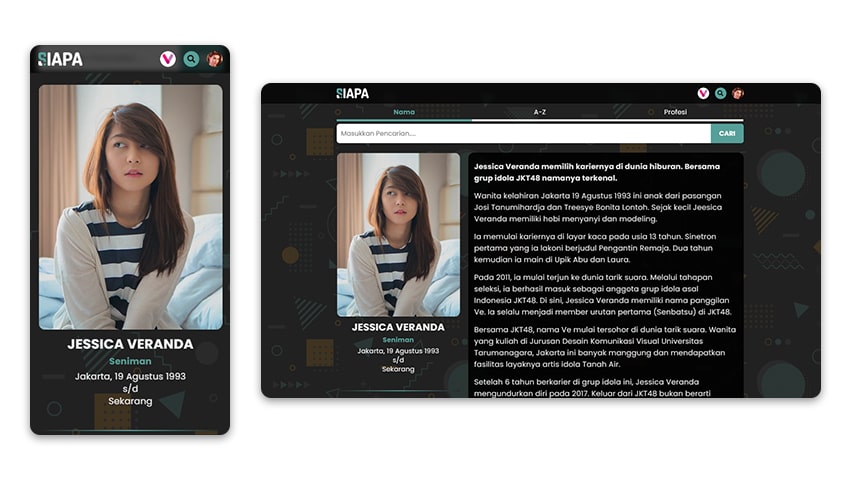 SIAPA
JESSICA VERANDA
Seniman
Jakarta, 19 Agustus 1993
s/d
Sekarang
SIAPA
Nama
A-Z
Profesi
Masukkan Pencarian....
CARI
JESSICA VERANDA
Seniman
Jakarta, 19 Agustus 1993
s/d
Sekarang
Jessica Veranda memilih kariernya di dunia hiburan. Bersama
grup idola JKT48 namanya terkenal.
Wanita kelahiran Jakarta 19 Agustus 1993 ini anak dari pasangan
Josi Tanumihardja dan Treesye Bonita Lontoh. Sejak kecil Jeesica
Veranda memiliki hobi menyanyi dan modeling.
Ia memulai kariernya di layar kaca pada usia 13 tahun. Sinetron
pertama yang ia lakoni berjudul Pengantin Remaja. Dua tahun
kemudian ia main di Upik Abu dan Laura.
Pada 2011, ia mulai terjun ke dunia tarik suara. Melalui tahapan
seleksi, ia berhasil masuk sebagai anggota grup idola asal
Indonesia JKT48. Di sini, Jessica Veranda memiliki nama panggilan
Ve. Ia selalu menjadi member urutan pertama (Senbatsu) di JKT48.
Bersama JKT48, nama Ve mulai tersohor di dunia tarik suara. Wanita
yang kuliah di Jurusan Desain Komunikasi Visual Universitas
Tarumanagara, Jakarta ini banyak manggung dan mendapatkan
fasilitas layaknya artis idola Tanah Air.
Setelah 6 tahun berkarier di grup idola ini, Jessica Veranda
mengundurkan diri pada 2017. Keluar dari JKT48 bukan berarti